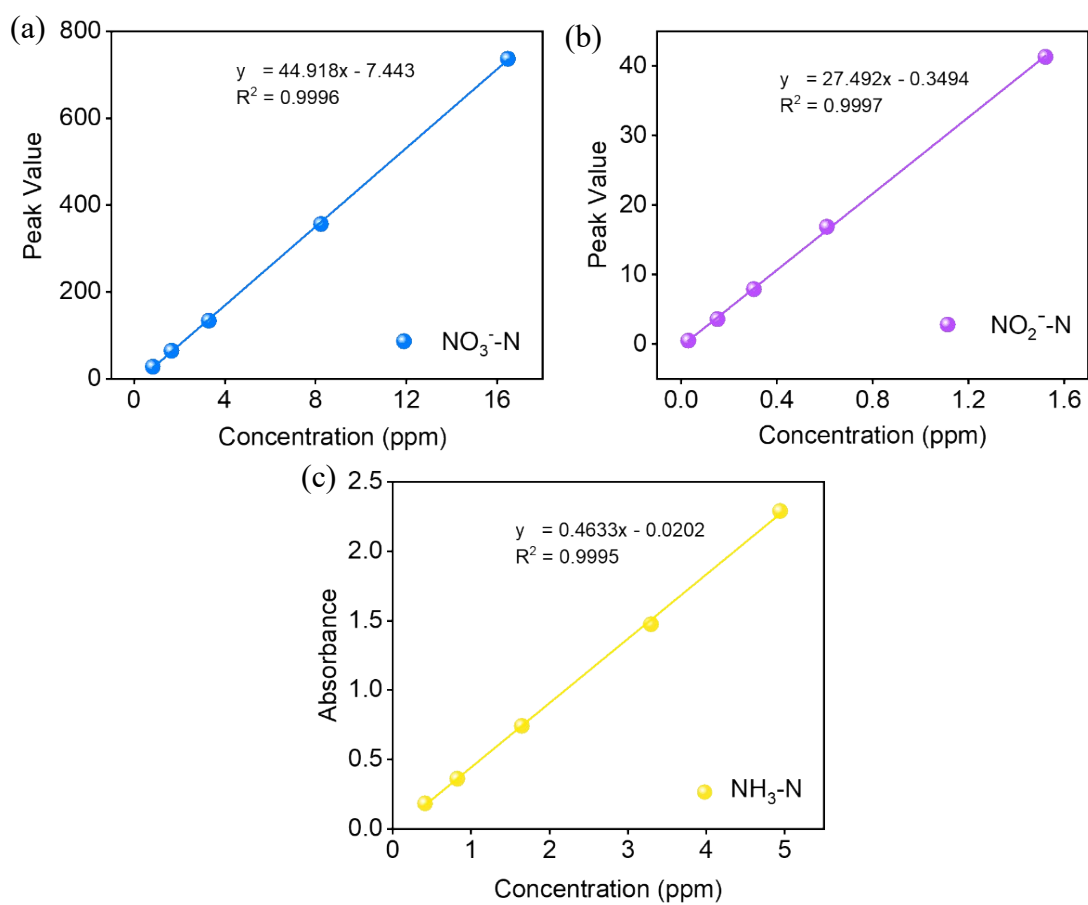 (a)
800
600
400
200
0
Peak Value
y = 44.918x - 7.443
R² = 0.9996
NO₃⁻-N
0 4 8 12 16
Concentration (ppm)
(b)
40
30
20
10
0
Peak Value
y = 27.492x - 0.3494
R² = 0.9997
NO₂⁻-N
0.0 0.4 0.8 1.2 1.6
Concentration (ppm)
(c)
2.5
2.0
1.5
1.0
0.5
0.0
Absorbance
y = 0.4633x - 0.0202
R² = 0.9995
NH₃-N
0 1 2 3 4 5
Concentration (ppm)